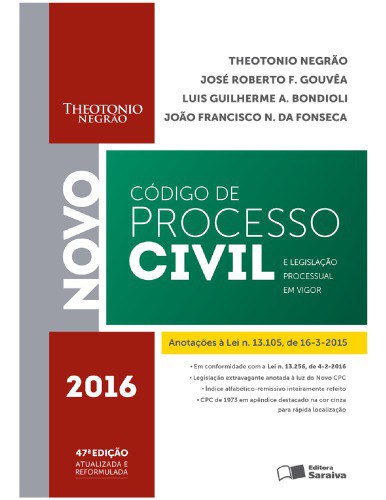 THEOTONIO NEGRÃO
JOSÉ ROBERTO F. GOUVÊA
LUIS GUILHERME A. BONDIOLI
JOÃO FRANCISCO N. DA FONSECA
THEOTONIO
NEGRÃO
NOVO
CÓDIGO DE
PROCESSO
CIVIL
E LEGISLAÇÃO
PROCESSUAL
EM VIGOR
Anotações à Lei n. 13.105, de 16-3-2015
• Em conformidade com a Lei n. 13.256, de 4-2-2016
• Legislação extravagante anotada à luz do Novo CPC
• Índice alfabético-remissivo inteiramente refeito
• CPC de 1973 em apêndice destacado na cor cinza
para rápida localização
2016
47ª EDIÇÃO
ATUALIZADA E
REFORMULADA
Editora
Saraiva